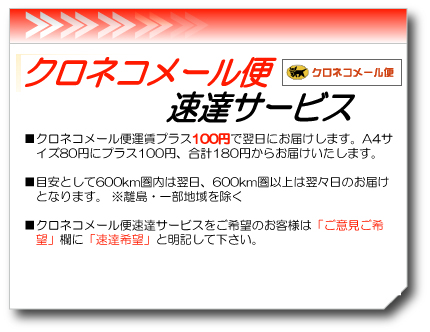 クロネコメール便
クロネコメール便
速達サービス
■クロネコメール便運賃プラス100円で翌日にお届けします。A4サ
イズ80円にプラス100円、合計180円からお届けいたします。
■目安として600km圏内は翌日、600km圏以上は翌々日のお届け
となります。 ※離島・一部地域を除く
■クロネコメール便速達サービスをご希望のお客様は「ご意見ご希
望」欄に「速達希望」と明記して下さい。